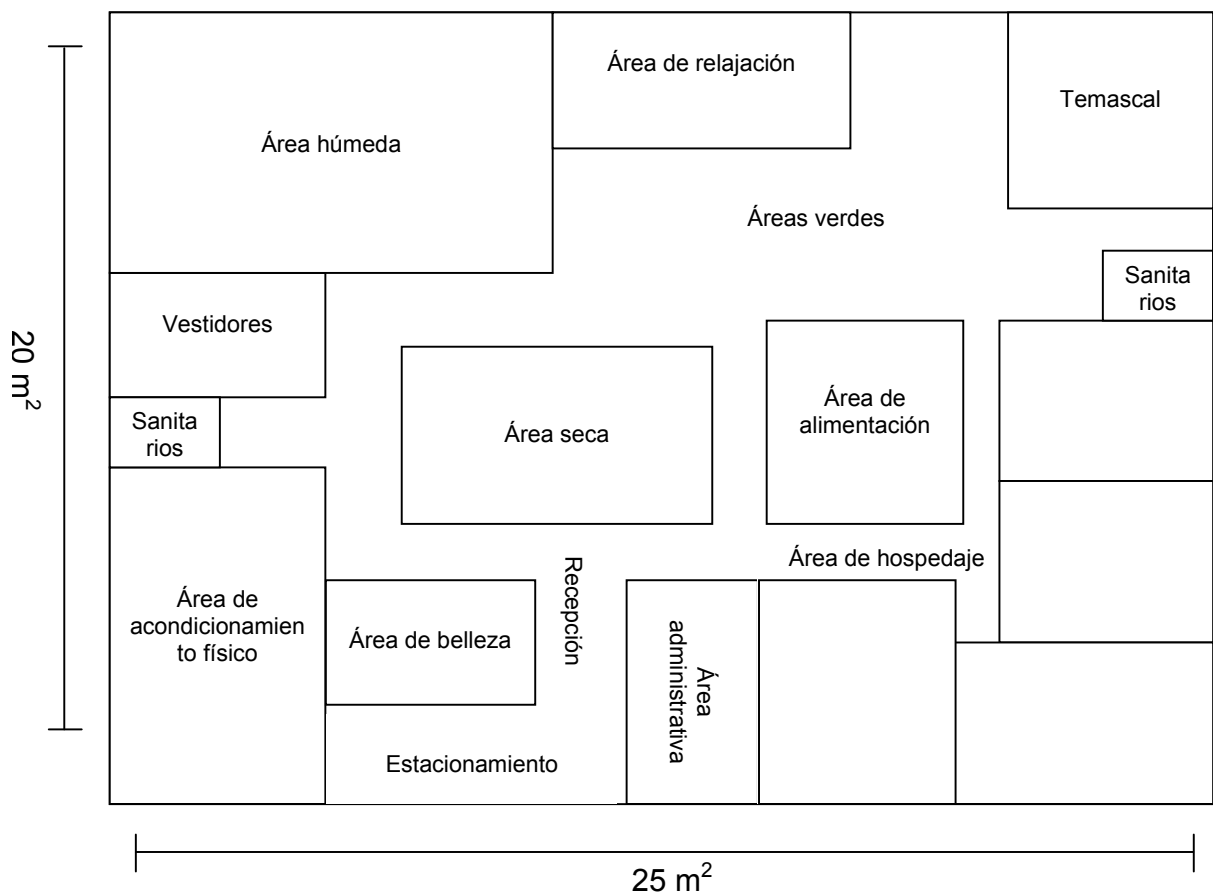 Área de relajación
Temascal
Área húmeda
Áreas verdes
Sanita
rios
Vestidores
20 m²
Área de
alimentación
Sanita
rios
Área seca
Recepción
Área de hospedaje
Área de
acondicionamien
to físico
Área de belleza
Área
administrativa
Estacionamiento
25 m²